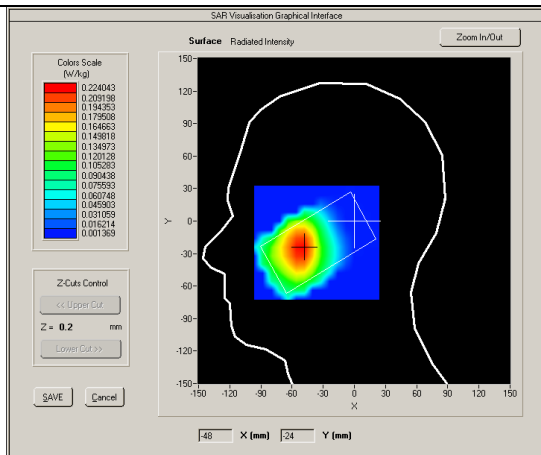 SAR Visualisation Graphical Interface
Surface Radiated Intensity
Zoom In/Out
Colors Scale
(W/kg)
0.224043
0.209198
0.194353
0.179508
0.164663
0.149818
0.134973
0.120128
0.105283
0.090438
0.075593
0.060748
0.045903
0.031059
0.016214
0.001369
Z-Cuts Control
<< Upper Cut
Z = 0.2 mm
Lower Cut >>
SAVE Cancel
150
120
90
60
30
0
-30
-60
-90
-120
-150
Y
-150 -120 -90 -60 -30 0 30 60 90 120 150
X
-48 X (mm) -24 Y (mm)